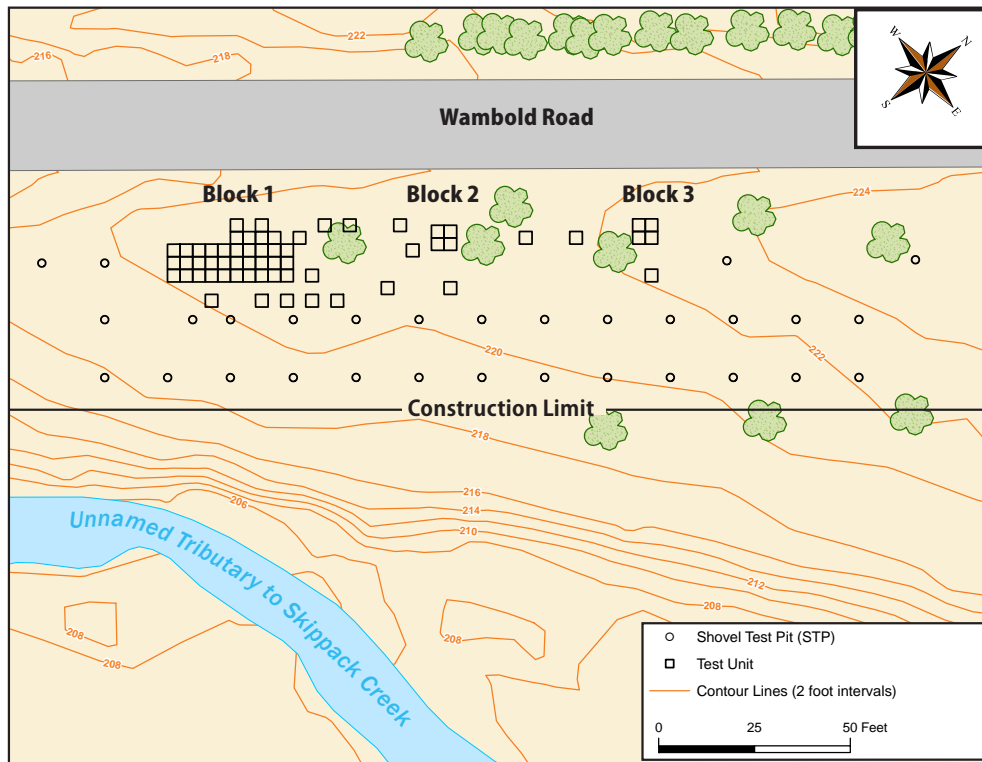 222
216
218
W
N
S
E
Wambold Road
Block 1
Block 2
Block 3
224
220
222
Construction Limit
218
216
214
210
206
212
208
Unnamed Tributary to Skippack Creek
208
208
208
Shovel Test Pit (STP)
Test Unit
Contour Lines (2 foot intervals)
0 25 50 Feet